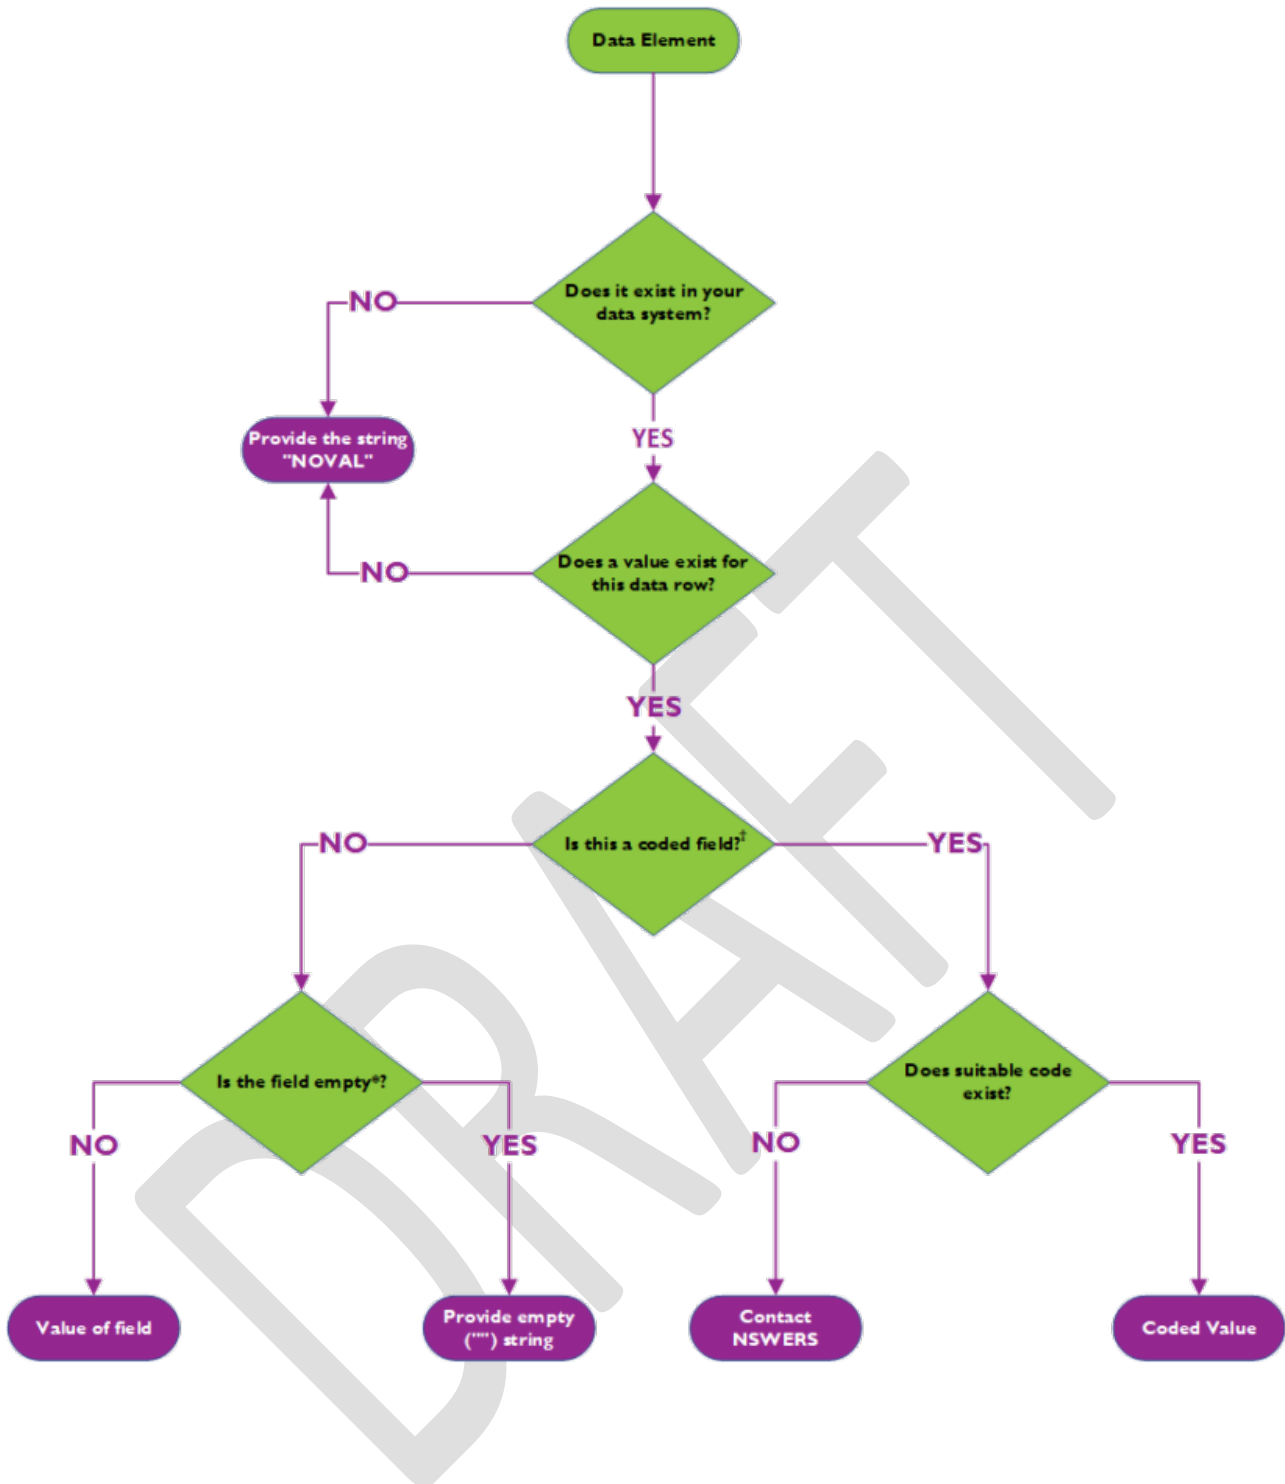 Data Element
Does it exist in your
data system?
NO
YES
Provide the string
"NOVAL"
Does a value exist for
this data row?
NO
YES
Is this a coded field?‡
NO
YES
Is the field empty*?
Does suitable code
exist?
NO
YES
NO
YES
Value of field
Provide empty
("") string
Contact
NSWERS
Coded Value
DRAFT